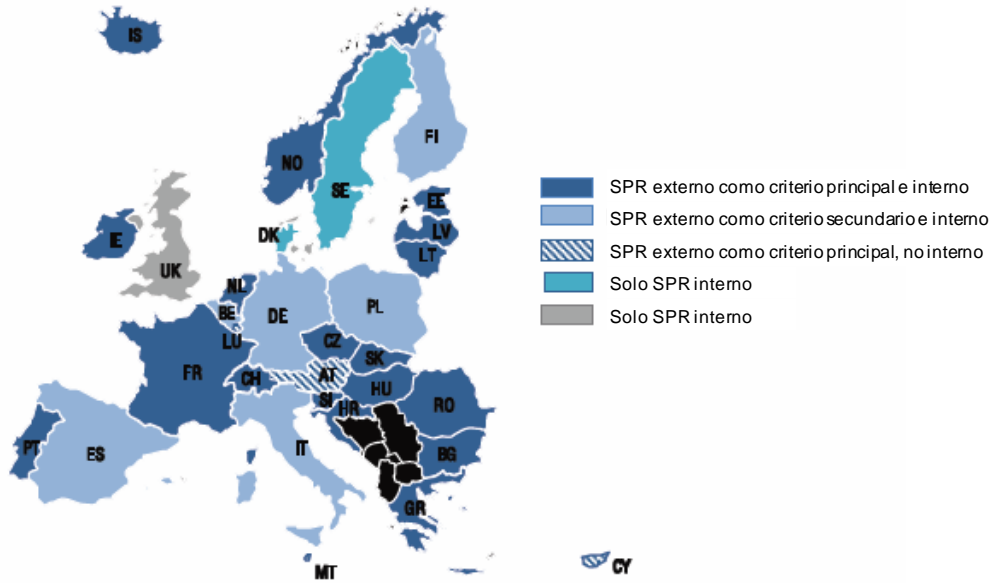 IS
FI
NO
SE
EE
LV
DK
LT
IE
UK
NL
BE
DE
PL
LU
CZ
SK
FR
CH
AT
HU
SI
HR
RO
PT
ES
IT
BG
GR
MT
CY
SPR externo como criterio principal e interno
SPR externo como criterio secundario e interno
SPR externo como criterio principal, no interno
Solo SPR interno
Solo SPR interno